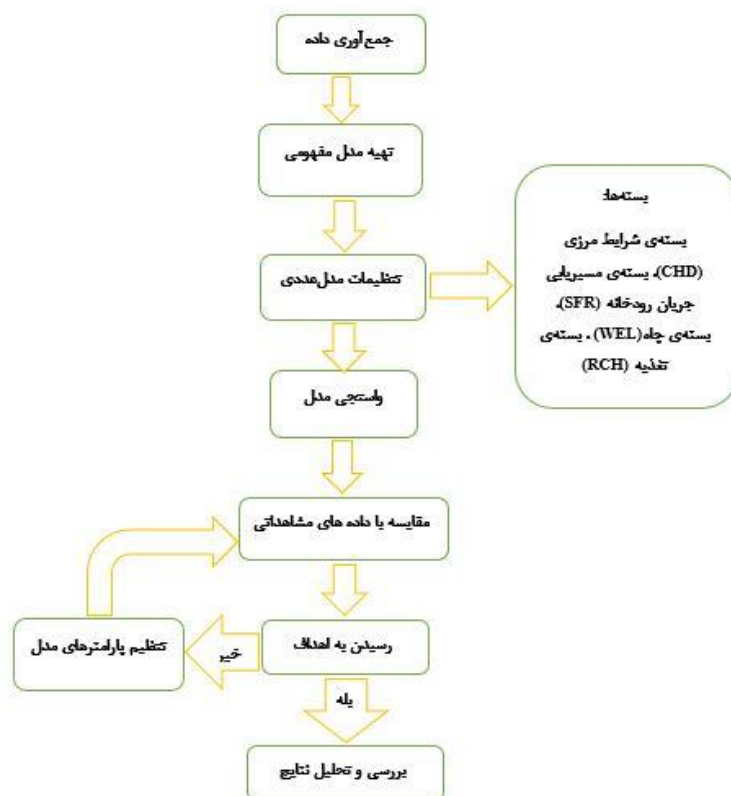 جمع‌آوری داده
تهیه مدل مفهومی
تنظیمات مدل‌عددی
بسته‌ها:
بسته‌ی شرایط مرزی
(CHD)، بسته‌ی مسیریابی
جریان رودخانه (SFR)،
بسته‌ی چاه(WEL) ، بسته‌ی
تغذیه (RCH)
واسنجی مدل
مقایسه با داده های مشاهداتی
رسیدن به اهداف
خیر
تنظیم پارامترهای مدل
بله
بررسی و تحلیل نتایج